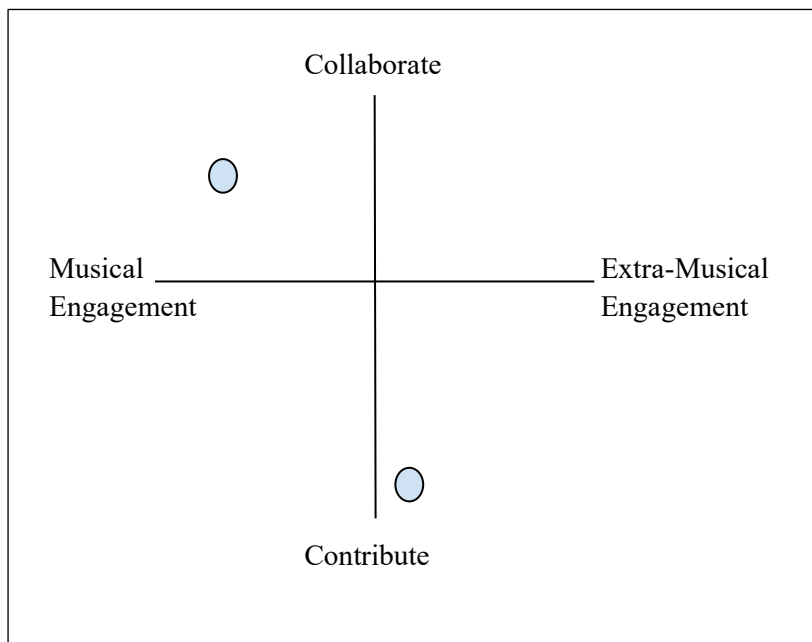 Collaborate
Musical
Engagement
Extra-Musical
Engagement
Contribute